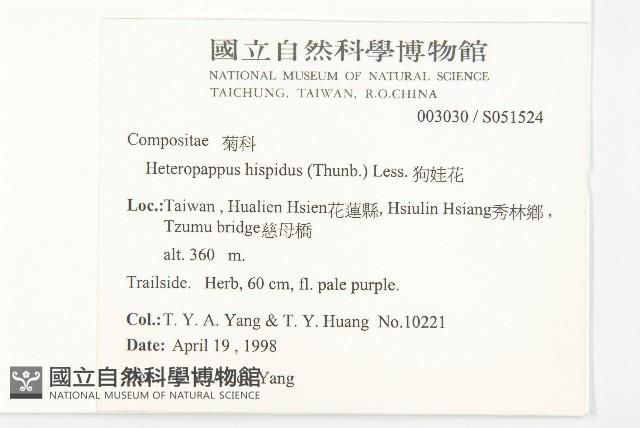 國立自然科學博物館
NATIONAL MUSEUM OF NATURAL SCIENCE
TAICHUNG, TAIWAN, R.O.CHINA
003030 / S051524
Compositae 菊科
Heteropappus hispidus (Thunb.) Less. 狗娃花
Loc.:Taiwan , Hualien Hsien花蓮縣, Hsiulin Hsiang秀林鄉 ,
Tzumu bridge慈母橋
alt. 360 m.
Trailside. Herb, 60 cm, fl. pale purple.
Col.:T. Y. A. Yang & T. Y. Huang No.10221
Date: April 19 , 1998
Yang
國立自然科學博物館
NATIONAL MUSEUM OF NATURAL SCIENCE